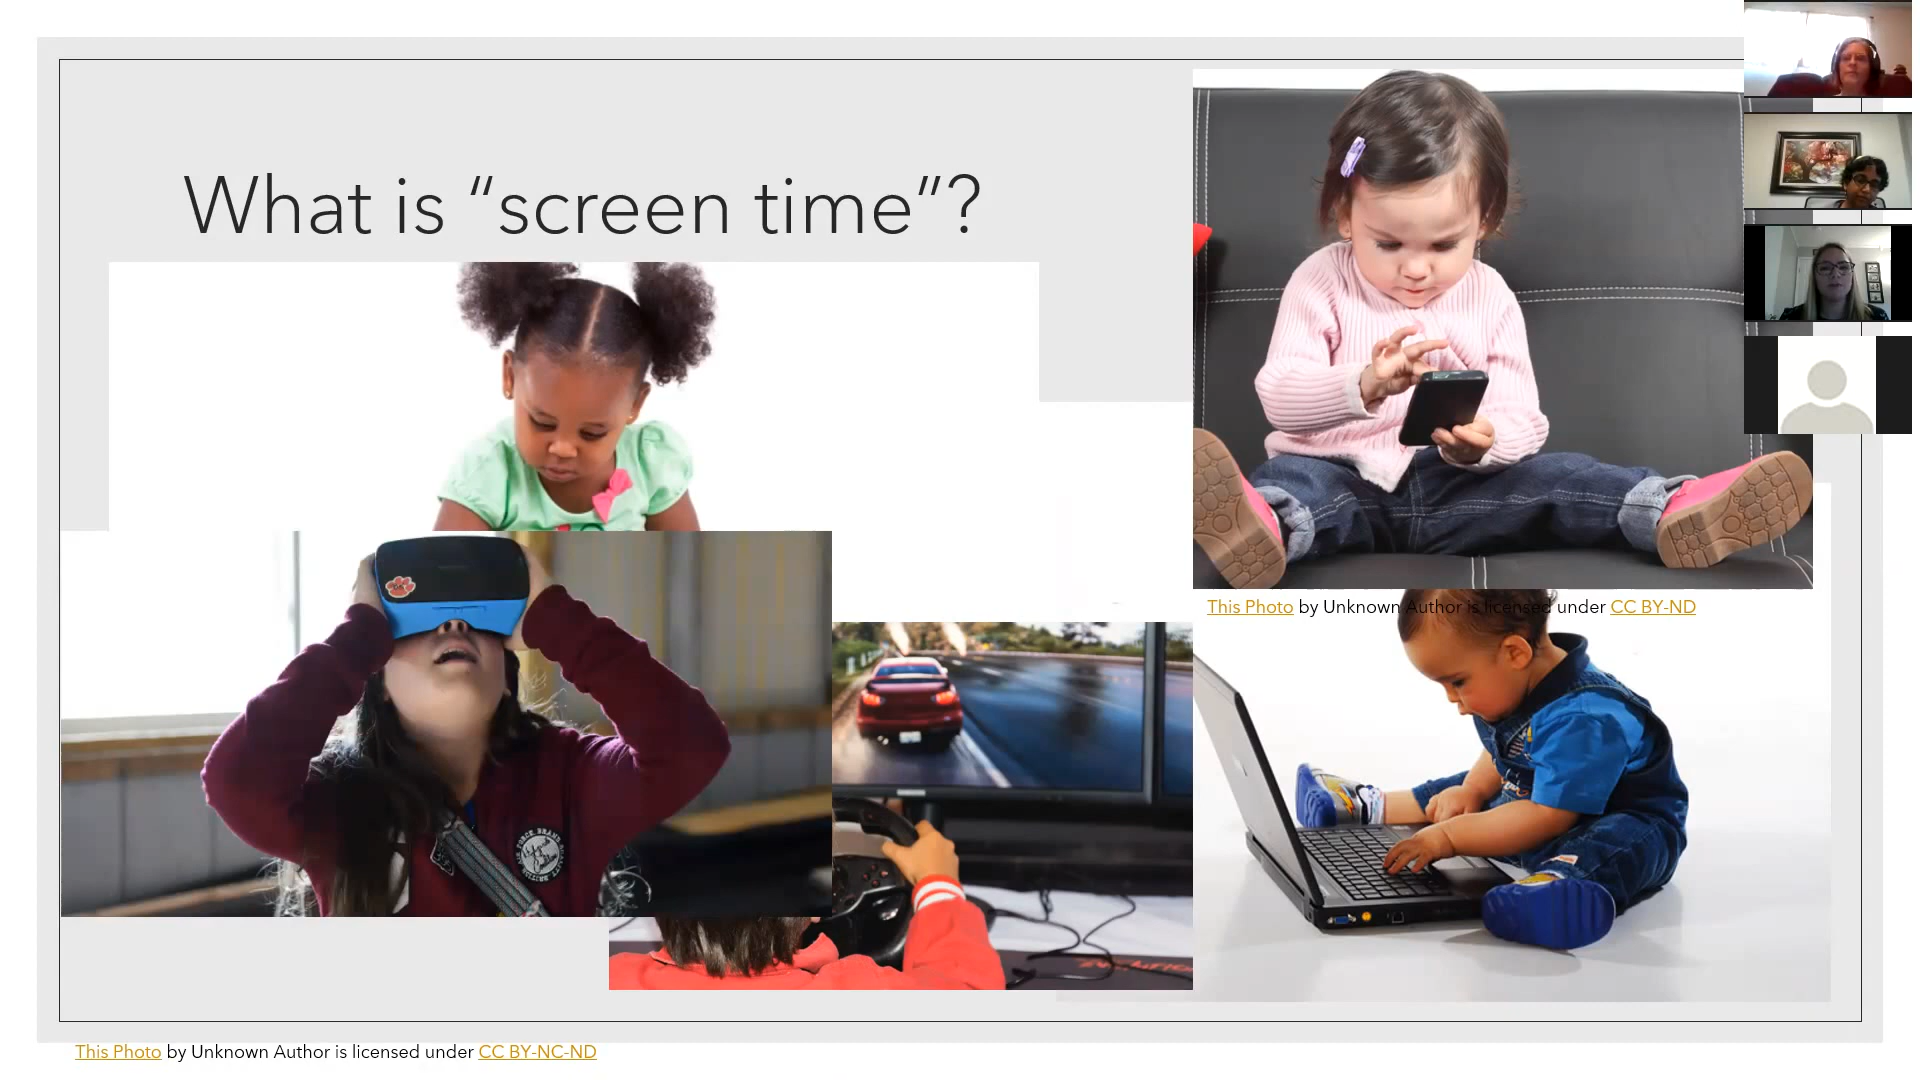 What is “screen time”?
This Photo by Unknown Author is licensed under CC BY-ND
This Photo by Unknown Author is licensed under CC BY-NC-ND